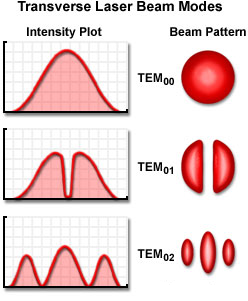 Transverse Laser Beam Modes
Intensity Plot Beam Pattern
TEM₀₀
TEM₀₁
TEM₀₂